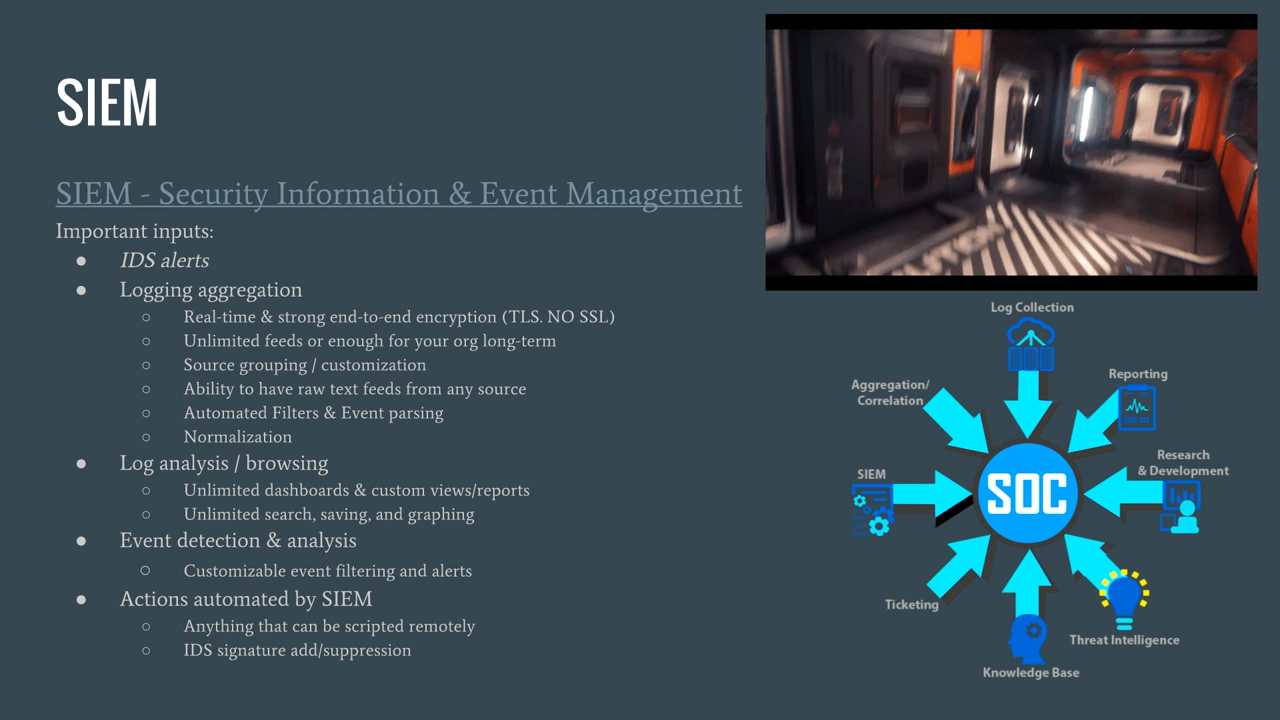 SIEM
SIEM - Security Information & Event Management
Important inputs:
● IDS alerts
● Logging aggregation
○ Real-time & strong end-to-end encryption (TLS. NO SSL)
○ Unlimited feeds or enough for your org long-term
○ Source grouping / customization
○ Ability to have raw text feeds from any source
○ Automated Filters & Event parsing
○ Normalization
● Log analysis / browsing
○ Unlimited dashboards & custom views/reports
○ Unlimited search, saving, and graphing
● Event detection & analysis
○ Customizable event filtering and alerts
● Actions automated by SIEM
○ Anything that can be scripted remotely
○ IDS signature add/suppression
Log Collection
Reporting
Aggregation/
Correlation
Research
& Development
SIEM
SOC
Ticketing
Threat Intelligence
Knowledge Base